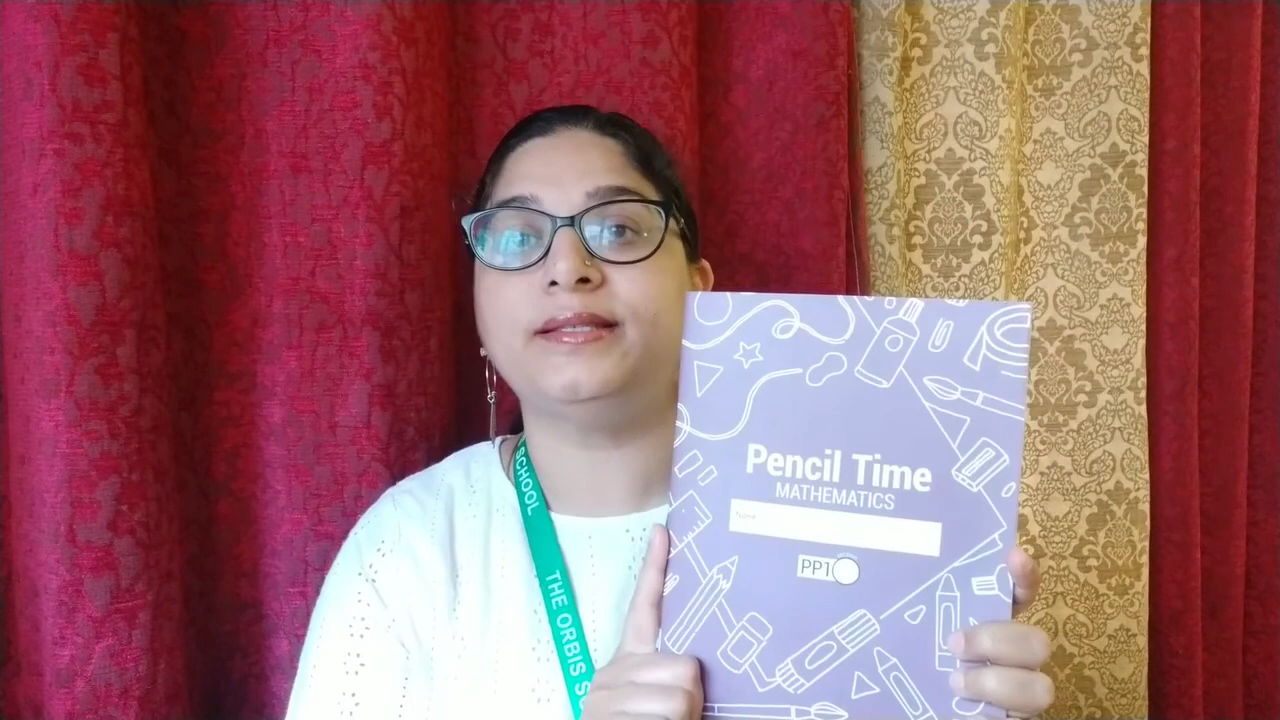 Pencil Time
MATHEMATICS
Name
PP1
SCHOOL
THE ORBIS S